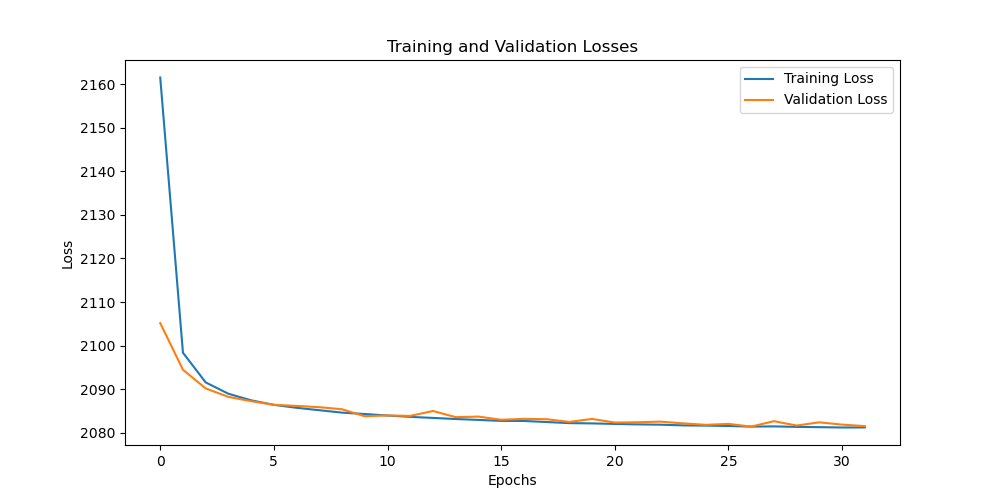 Training and Validation Losses
Training Loss
Validation Loss
2160
2150
2140
2130
2120
2110
2100
2090
2080
Loss
0 5 10 15 20 25 30
Epochs